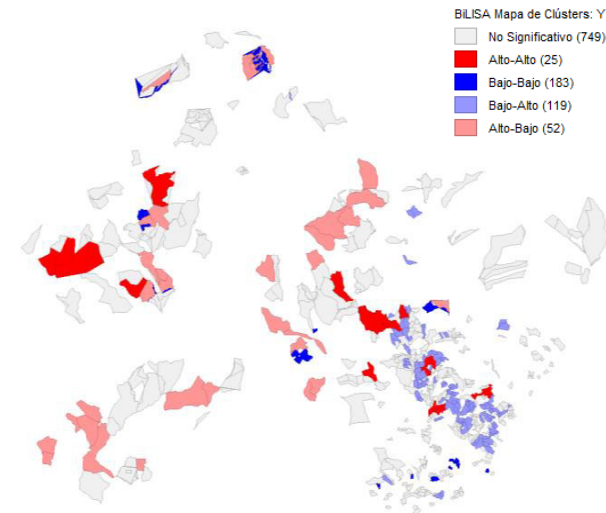 BiLISA Mapa de Clústers: Y
No Significativo (749)
Alto-Alto (25)
Bajo-Bajo (183)
Bajo-Alto (119)
Alto-Bajo (52)